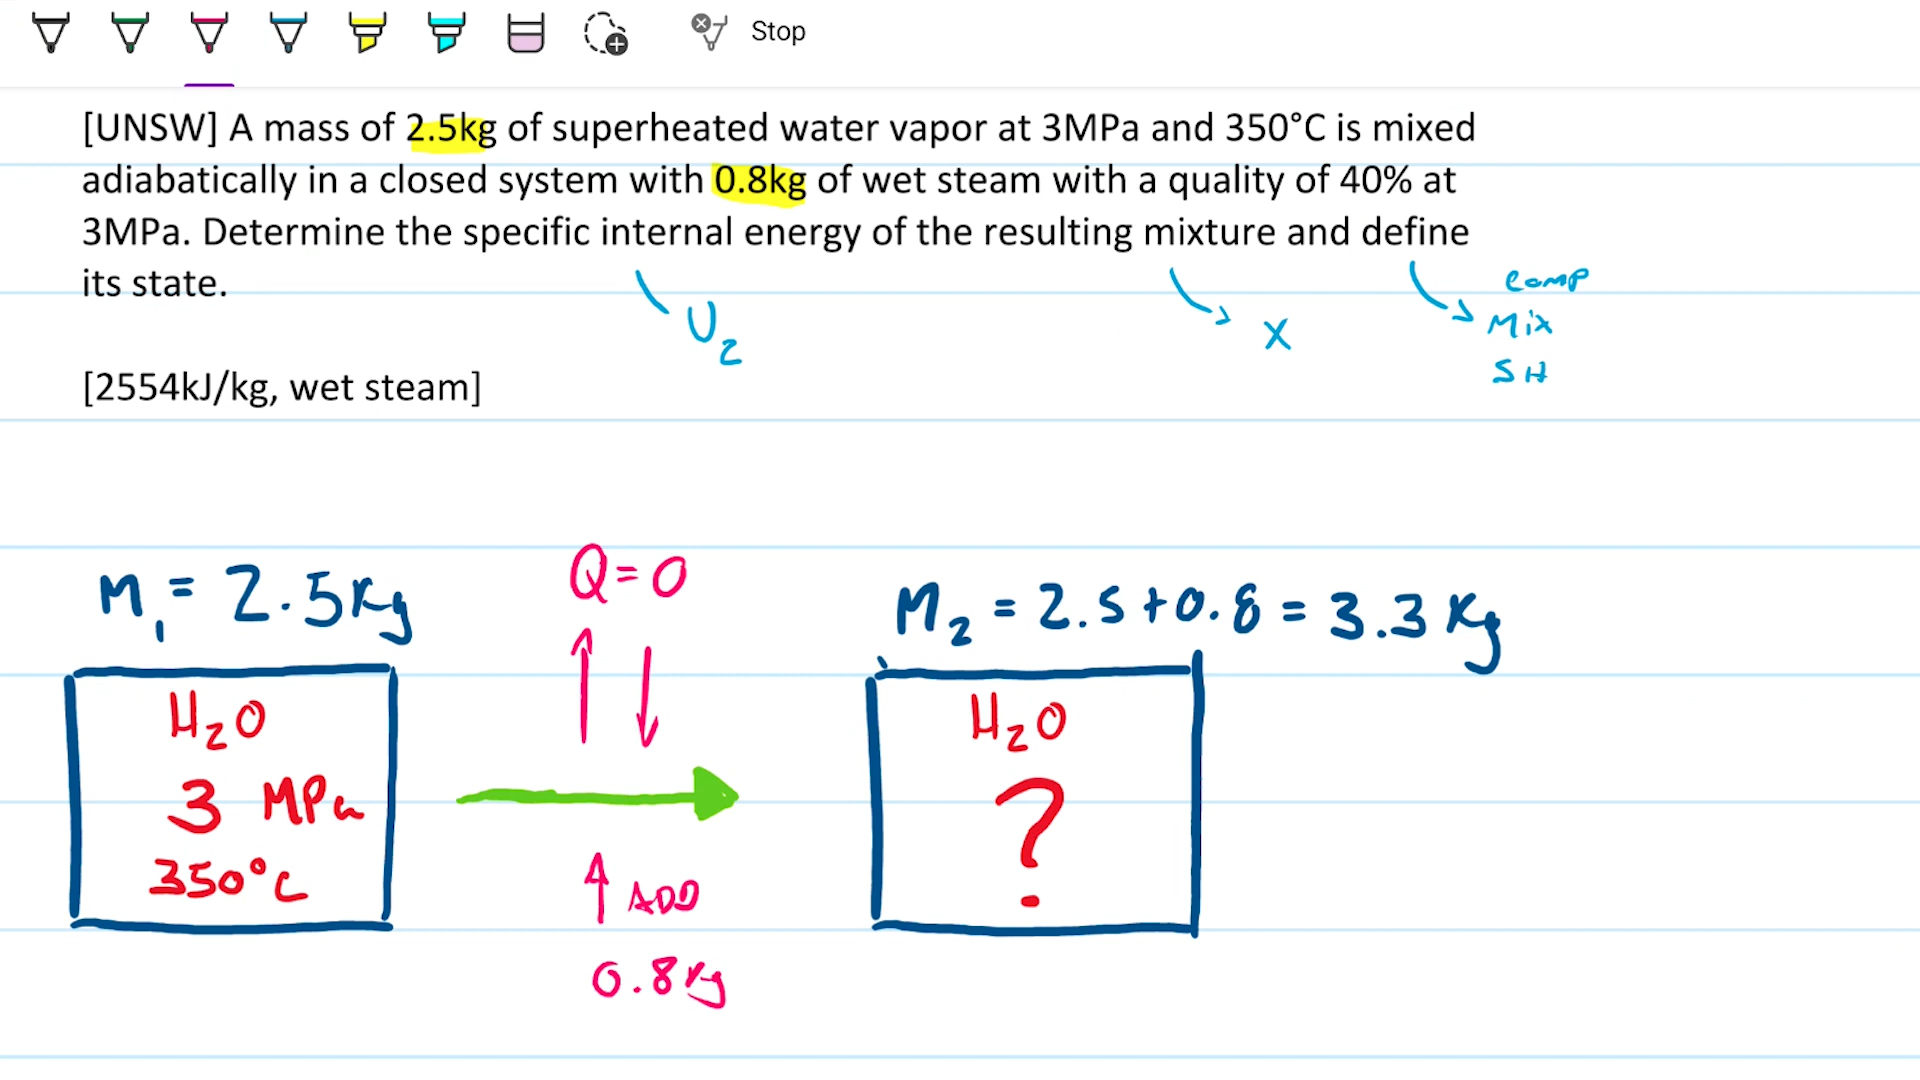 Stop
[UNSW] A mass of 2.5kg of superheated water vapor at 3MPa and 350°C is mixed
adiabatically in a closed system with 0.8kg of wet steam with a quality of 40% at
3MPa. Determine the specific internal energy of the resulting mixture and define
its state.
comp
U₂
X
Mix
SH
[2554kJ/kg, wet steam]
M₁ = 2.5kg
Q = 0
M₂ = 2.5+0.8 = 3.3 kg
H₂O
3 MPa
350°C
ADD
0.8kg
H₂O
?